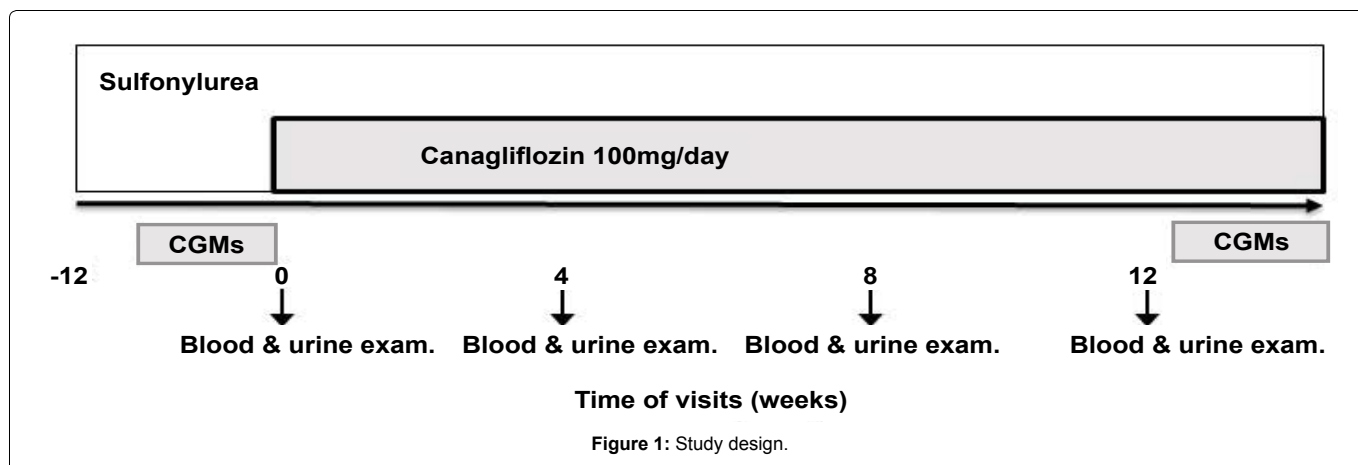 Sulfonylurea
Canagliflozin 100mg/day
CGMs CGMs
-12 0 4 8 12
Blood & urine exam. Blood & urine exam. Blood & urine exam. Blood & urine exam.
Time of visits (weeks)
Figure 1: Study design.